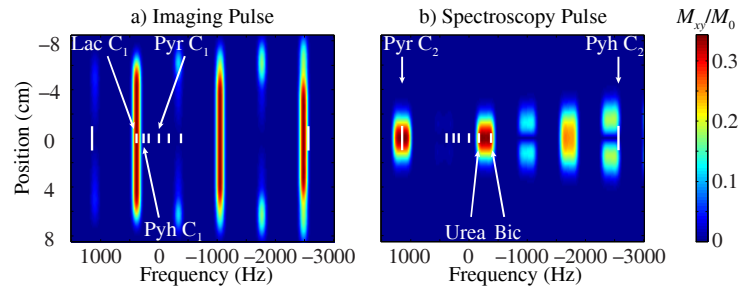 a) Imaging Pulse
b) Spectroscopy Pulse
M_xy/M_0
Lac C₁
Pyr C₁
Pyr C₂
Pyh C₂
Pyh C₁
Urea
Bic
Position (cm)
−8
−4
0
4
8
1000 0 −1000 −2000 −3000
Frequency (Hz)
1000 0 −1000 −2000 −3000
Frequency (Hz)
0.3
0.2
0.1
0